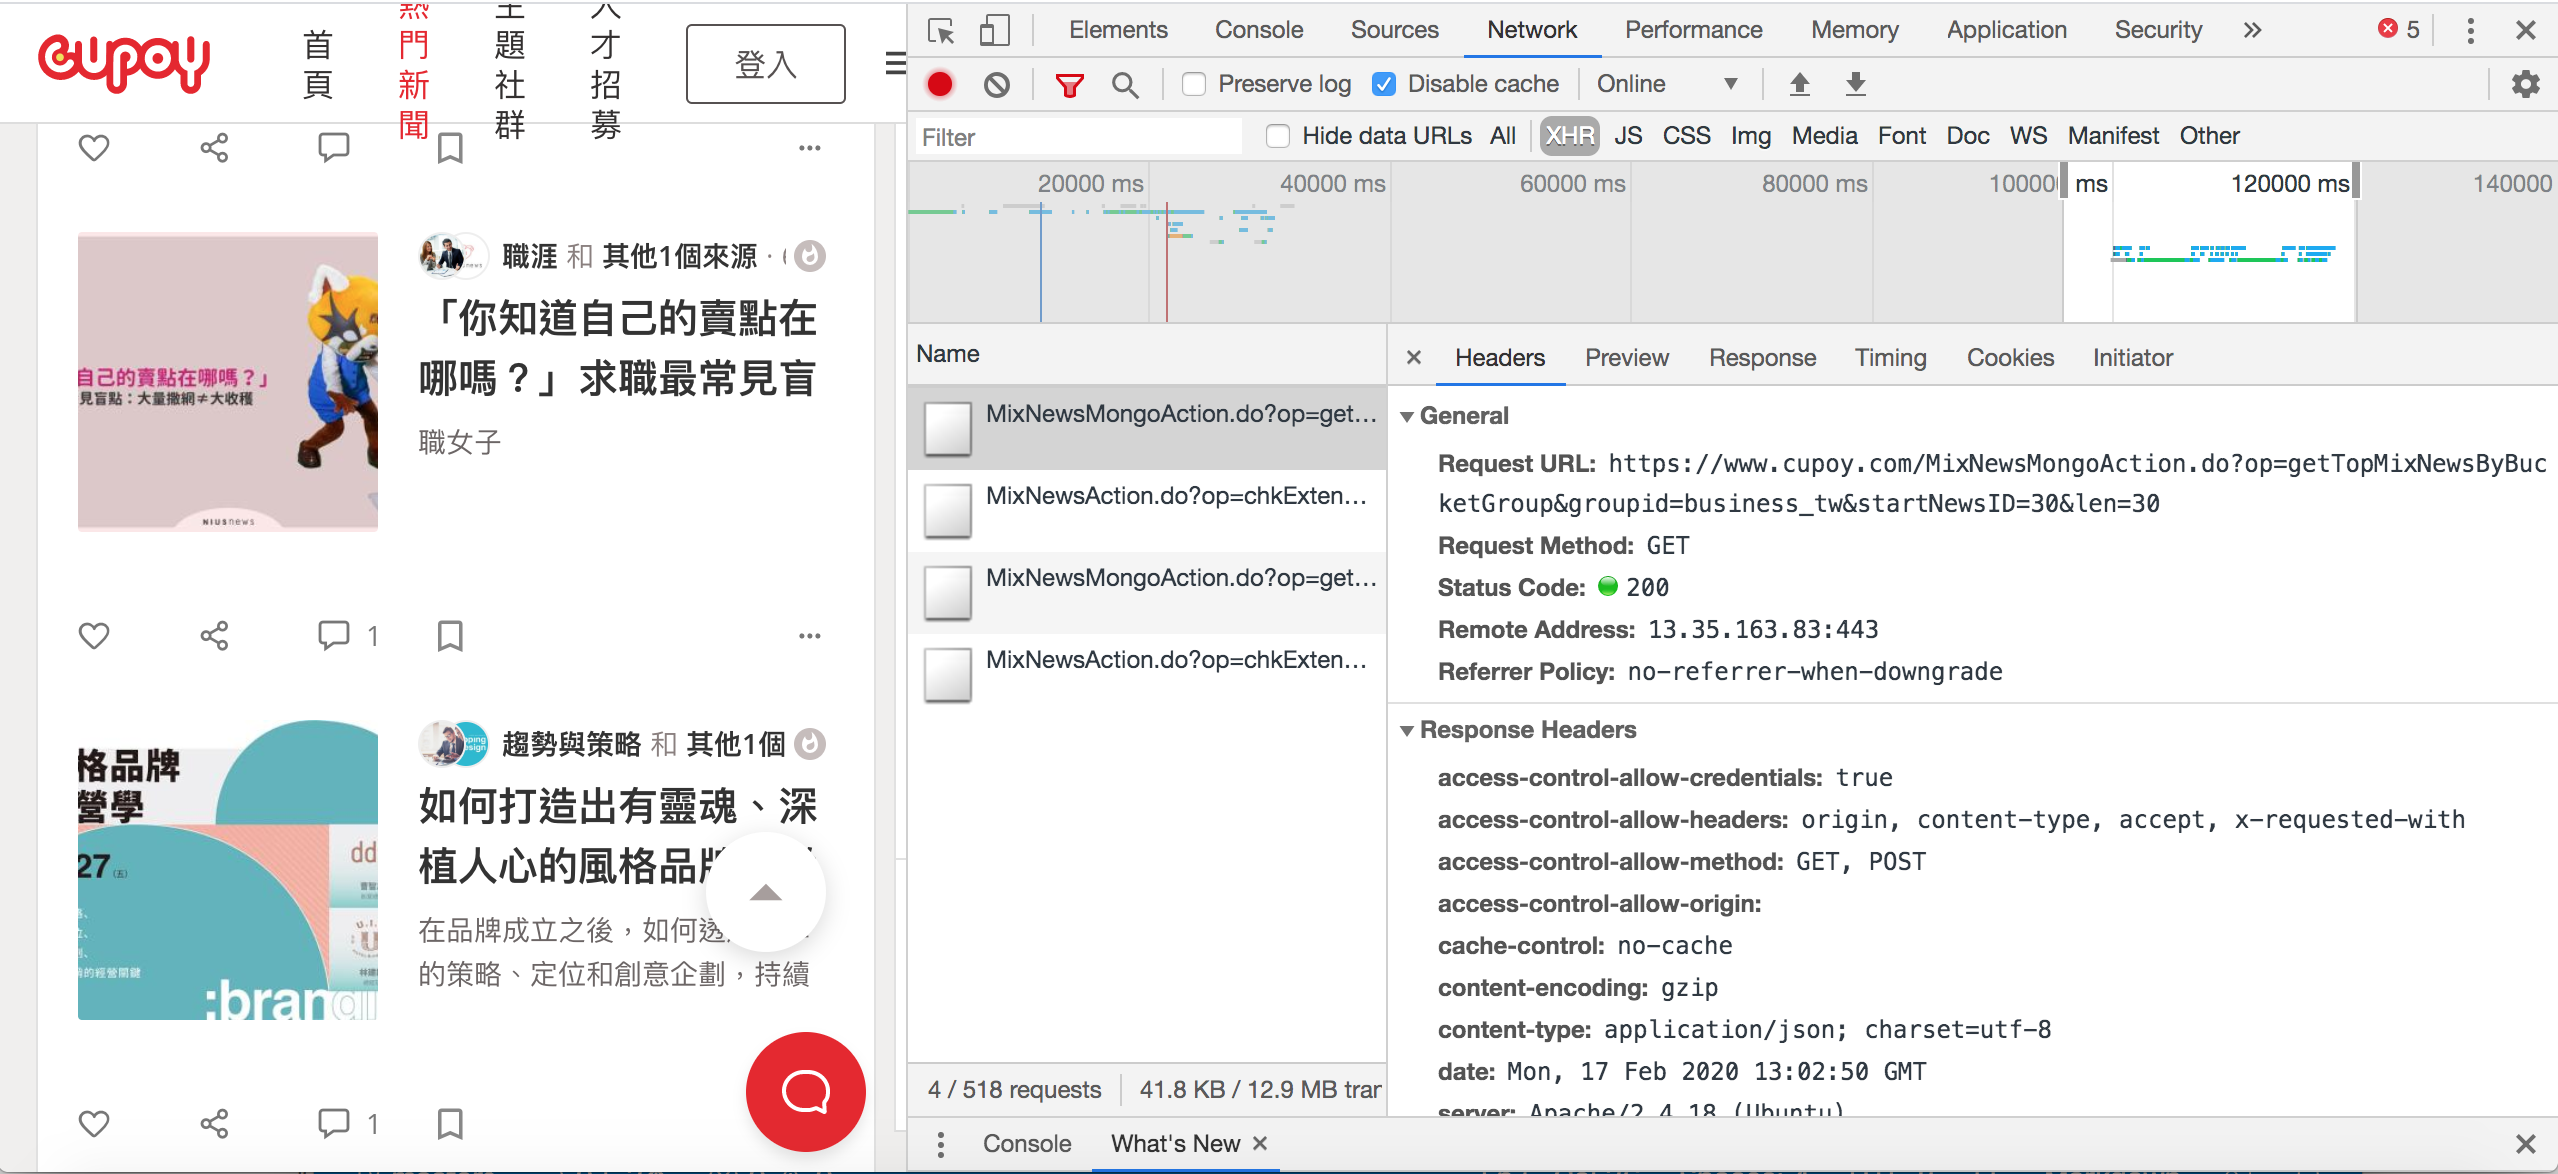 cupoy
首頁
熱門新聞
主題社群
人才招募
登入
職涯 和 其他1個來源 ·
「你知道自己的賣點在
哪嗎？」求職最常見盲
職女子
自己的賣點在哪嗎？」
見盲點：大量撒網≠大收穫
NIUSnews
1
趨勢與策略 和 其他1個
如何打造出有靈魂、深
植人心的風格品牌
在品牌成立之後，如何透
的策略、定位和創意企劃，持續
格品牌
營學
27 (五)
dd
U.I.
的經營關鍵
:brandi
1
Elements Console Sources Network Performance Memory Application Security » 5
Preserve log Disable cache Online
Filter Hide data URLs All XHR JS CSS Img Media Font Doc WS Manifest Other
20000 ms 40000 ms 60000 ms 80000 ms 10000 ms 120000 ms 140000
Name
MixNewsMongoAction.do?op=get…
MixNewsAction.do?op=chkExten…
MixNewsMongoAction.do?op=get…
MixNewsAction.do?op=chkExten…
4 / 518 requests 41.8 KB / 12.9 MB tran
× Headers Preview Response Timing Cookies Initiator
General
Request URL: https://www.cupoy.com/MixNewsMongoAction.do?op=getTopMixNewsByBuc
ketGroup&groupid=business_tw&startNewsID=30&len=30
Request Method: GET
Status Code: 200
Remote Address: 13.35.163.83:443
Referrer Policy: no-referrer-when-downgrade
Response Headers
access-control-allow-credentials: true
access-control-allow-headers: origin, content-type, accept, x-requested-with
access-control-allow-method: GET, POST
access-control-allow-origin:
cache-control: no-cache
content-encoding: gzip
content-type: application/json; charset=utf-8
date: Mon, 17 Feb 2020 13:02:50 GMT
server: Apache/2.4.18 (Ubuntu)
Console What's New ×